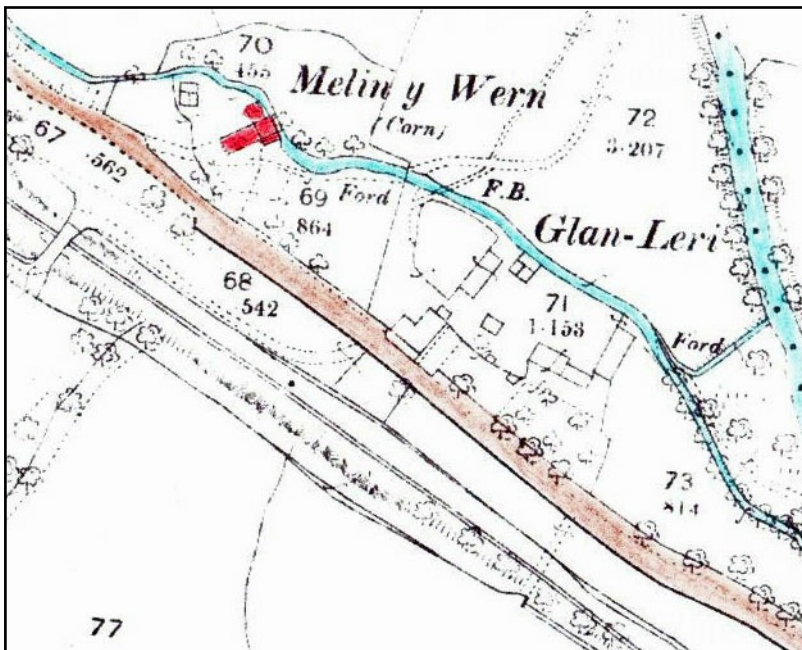 70
.455
Melin y Wern
(Corn)
72
3·207
67
.562
69
864
Ford
F.B.
Glan-Leri
68
542
71
1·153
Ford
73
814
77